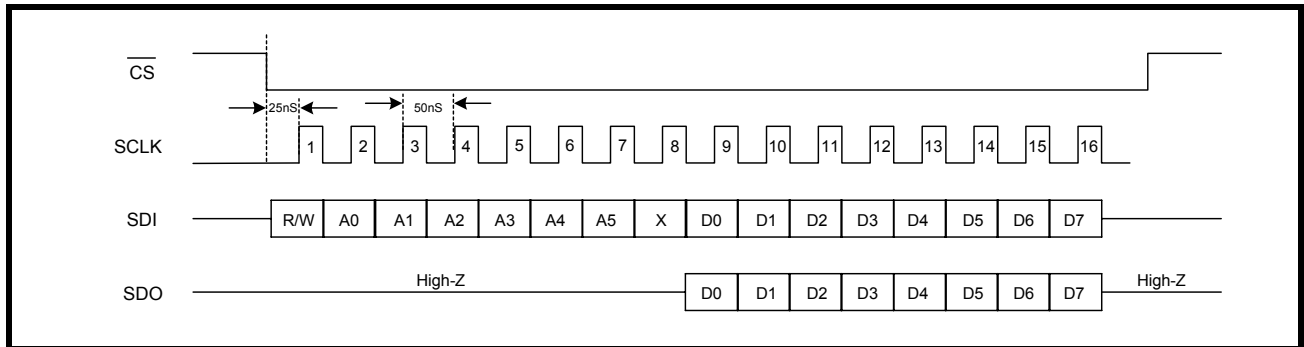 CS
25nS 50nS
SCLK 1 2 3 4 5 6 7 8 9 10 11 12 13 14 15 16
SDI R/W A0 A1 A2 A3 A4 A5 X D0 D1 D2 D3 D4 D5 D6 D7
High-Z High-Z
SDO D0 D1 D2 D3 D4 D5 D6 D7